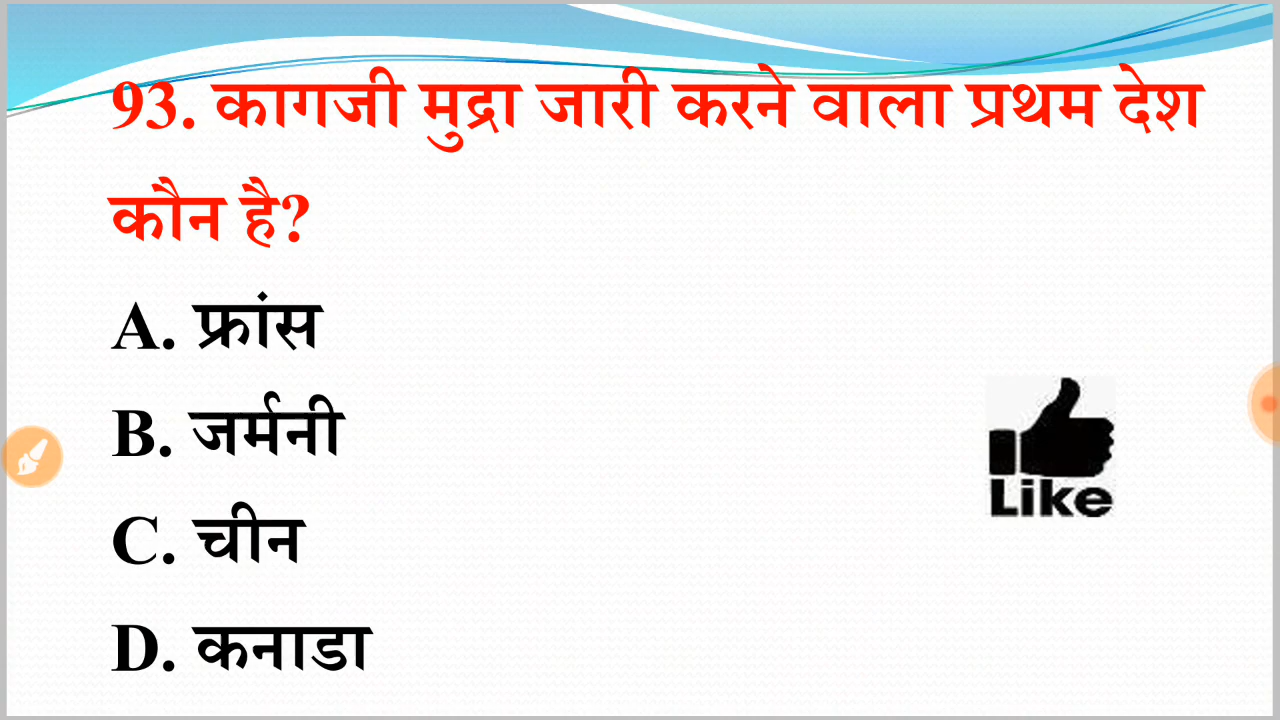 93. कागजी मुद्रा जारी करने वाला प्रथम देश
कौन है?
A. फ्रांस
B. जर्मनी
C. चीन
D. कनाडा
Like